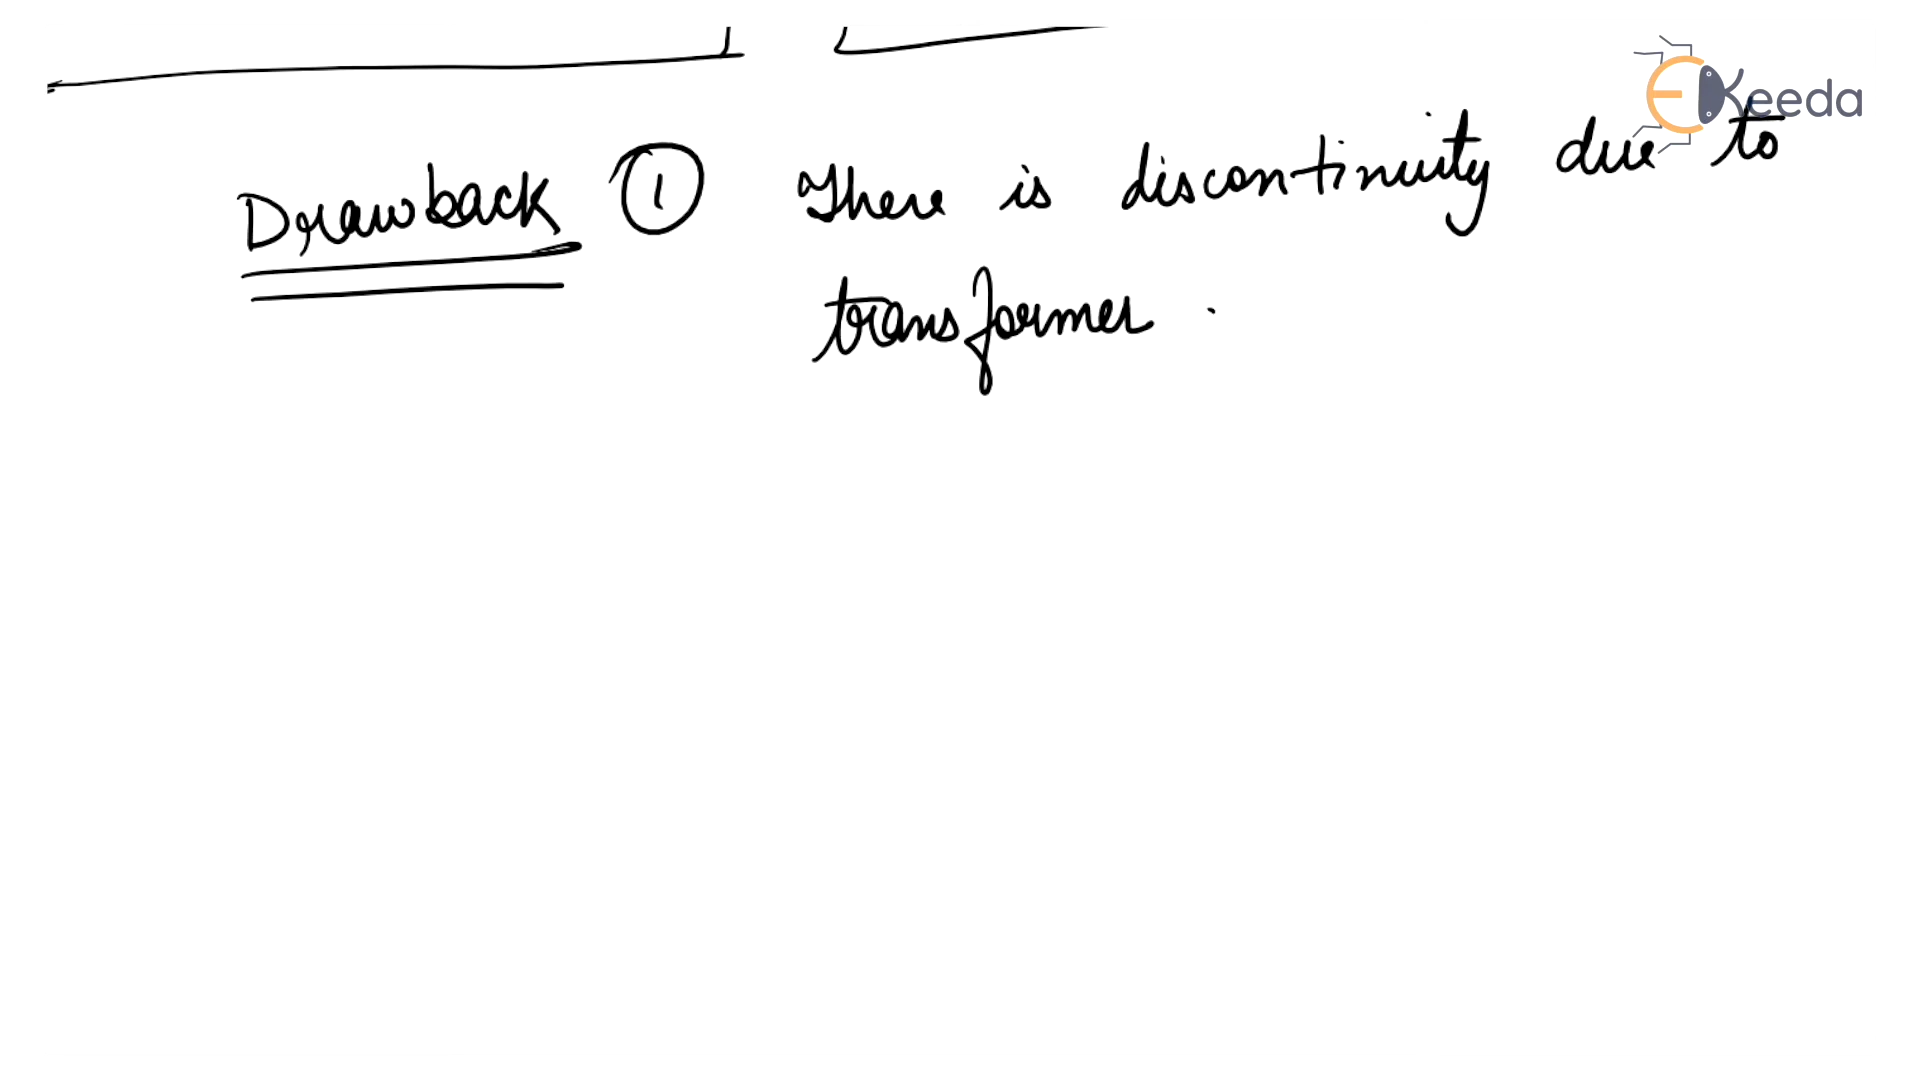 EKeeda
Drawback ① There is discontinuity due to
transformer.